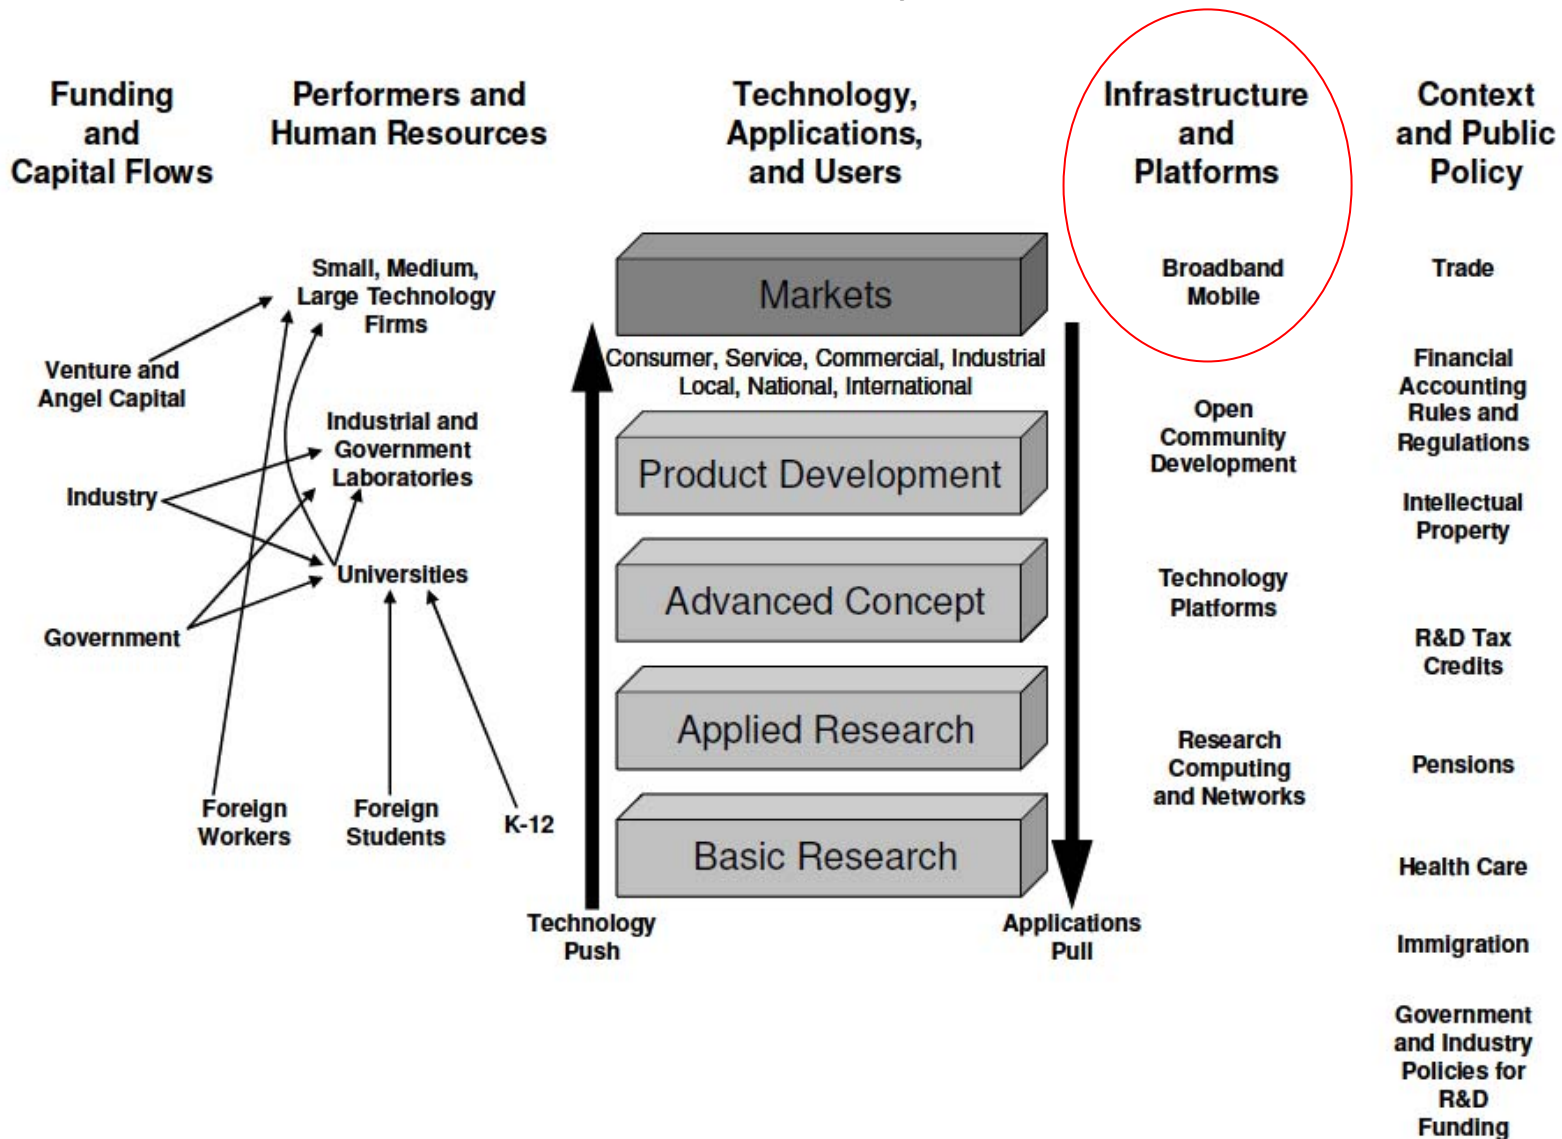 Funding
and
Capital Flows
Performers and
Human Resources
Technology,
Applications,
and Users
Infrastructure
and
Platforms
Context
and Public
Policy
Small, Medium,
Large Technology
Firms
Venture and
Angel Capital
Industrial and
Government
Laboratories
Industry
Universities
Government
Foreign
Workers
Foreign
Students
K-12
Markets
Consumer, Service, Commercial, Industrial
Local, National, International
Product Development
Advanced Concept
Applied Research
Basic Research
Technology
Push
Applications
Pull
Broadband
Mobile
Open
Community
Development
Technology
Platforms
Research
Computing
and Networks
Trade
Financial
Accounting
Rules and
Regulations
Intellectual
Property
R&D Tax
Credits
Pensions
Health Care
Immigration
Government
and Industry
Policies for
R&D
Funding